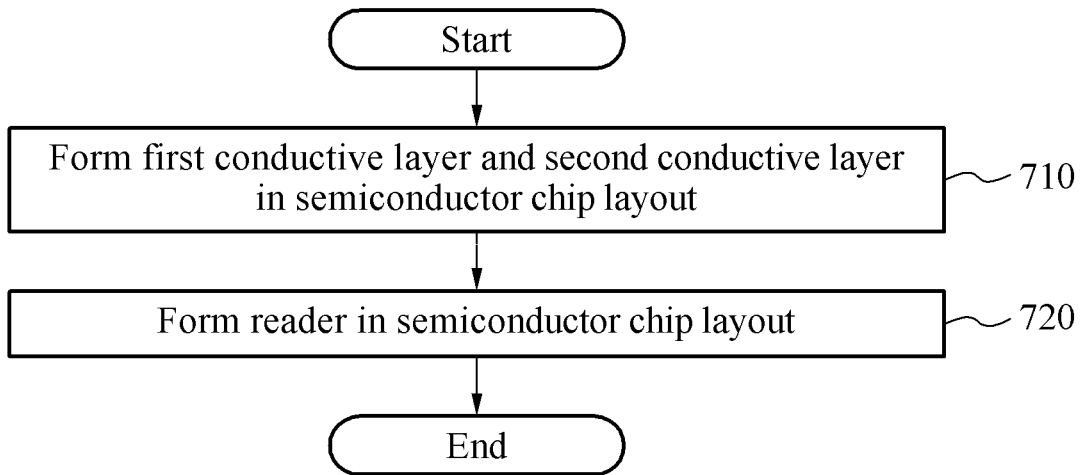 Start
Form first conductive layer and second conductive layer
in semiconductor chip layout
710
Form reader in semiconductor chip layout
720
End